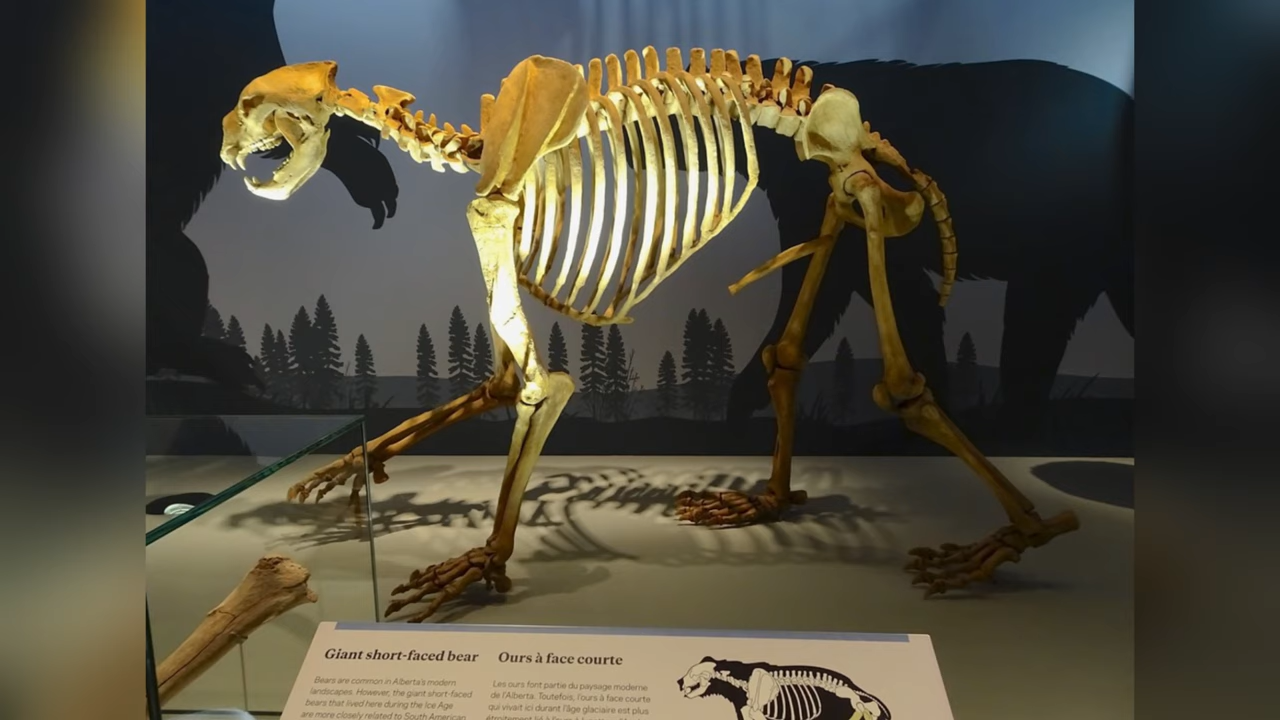 Giant short-faced bear
Bears are common in Alberta's modern
landscapes. However, the giant short-faced
bears that lived here during the Ice Age
are more closely related to South American
Ours à face courte
Les ours font partie du paysage moderne
de l'Alberta. Toutefois, l'ours à face courte
qui vivait ici durant l'âge glaciaire est plus
étroitement lié à